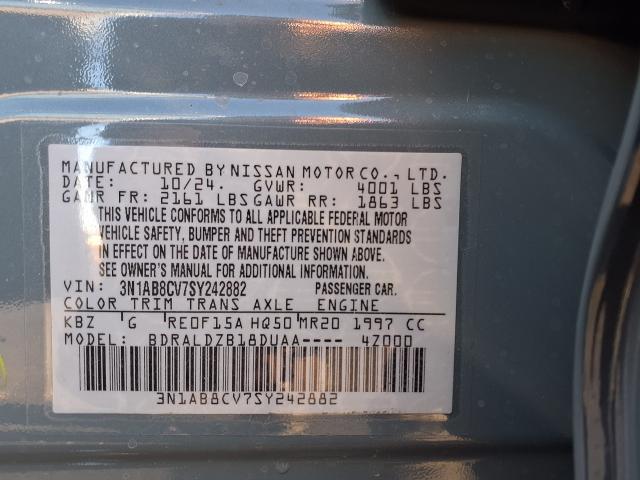 MANUFACTURED BY NISSAN MOTOR CO., LTD.
DATE: 10/24. GVWR: 4001 LBS
GAWR FR: 2161 LBS GAWR RR: 1863 LBS
THIS VEHICLE CONFORMS TO ALL APPLICABLE FEDERAL MOTOR
VEHICLE SAFETY, BUMPER AND THEFT PREVENTION STANDARDS
IN EFFECT ON THE DATE OF MANUFACTURE SHOWN ABOVE.
SEE OWNER'S MANUAL FOR ADDITIONAL INFORMATION.
VIN: 3N1AB8CV7SY242882 PASSENGER CAR.
COLOR TRIM TRANS AXLE ENGINE
KBZ G RE0F15A HQ50 MR20 1997 CC
MODEL: BDRALDZB18DUAA---- 4Z000
3N1AB8CV7SY242882